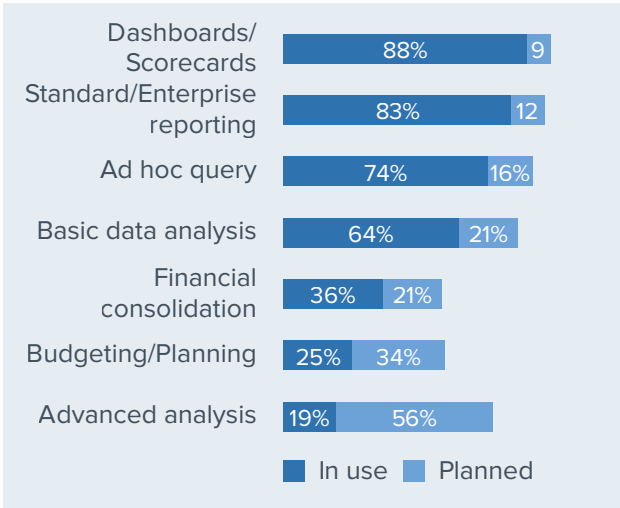 Dashboards/
Scorecards
88% 9
Standard/Enterprise
reporting
83% 12
Ad hoc query 74% 16%
Basic data analysis 64% 21%
Financial
consolidation
36% 21%
Budgeting/Planning 25% 34%
Advanced analysis 19% 56%
In use Planned